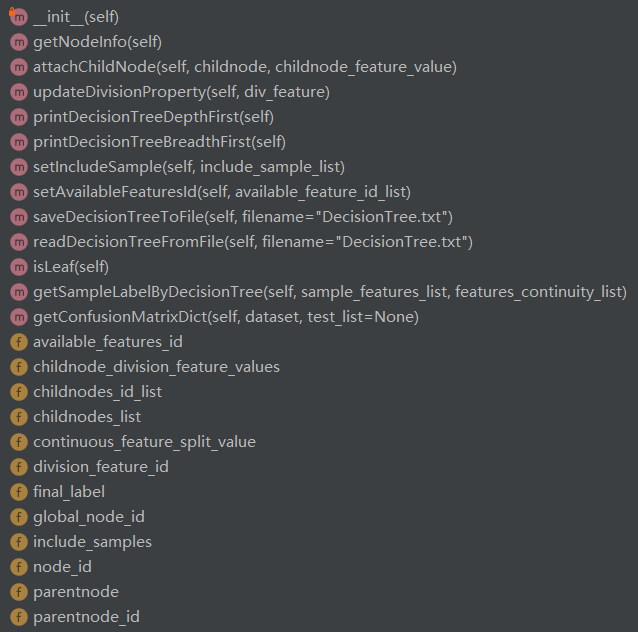 m __init__(self)
m getNodeInfo(self)
m attachChildNode(self, childnode, childnode_feature_value)
m updateDivisionProperty(self, div_feature)
m printDecisionTreeDepthFirst(self)
m printDecisionTreeBreadthFirst(self)
m setIncludeSample(self, include_sample_list)
m setAvailableFeaturesId(self, available_feature_id_list)
m saveDecisionTreeToFile(self, filename="DecisionTree.txt")
m readDecisionTreeFromFile(self, filename="DecisionTree.txt")
m isLeaf(self)
m getSampleLabelByDecisionTree(self, sample_features_list, features_continuity_list)
m getConfusionMatrixDict(self, dataset, test_list=None)
f available_features_id
f childnode_division_feature_values
f childnodes_id_list
f childnodes_list
f continuous_feature_split_value
f division_feature_id
f final_label
f global_node_id
f include_samples
f node_id
f parentnode
f parentnode_id